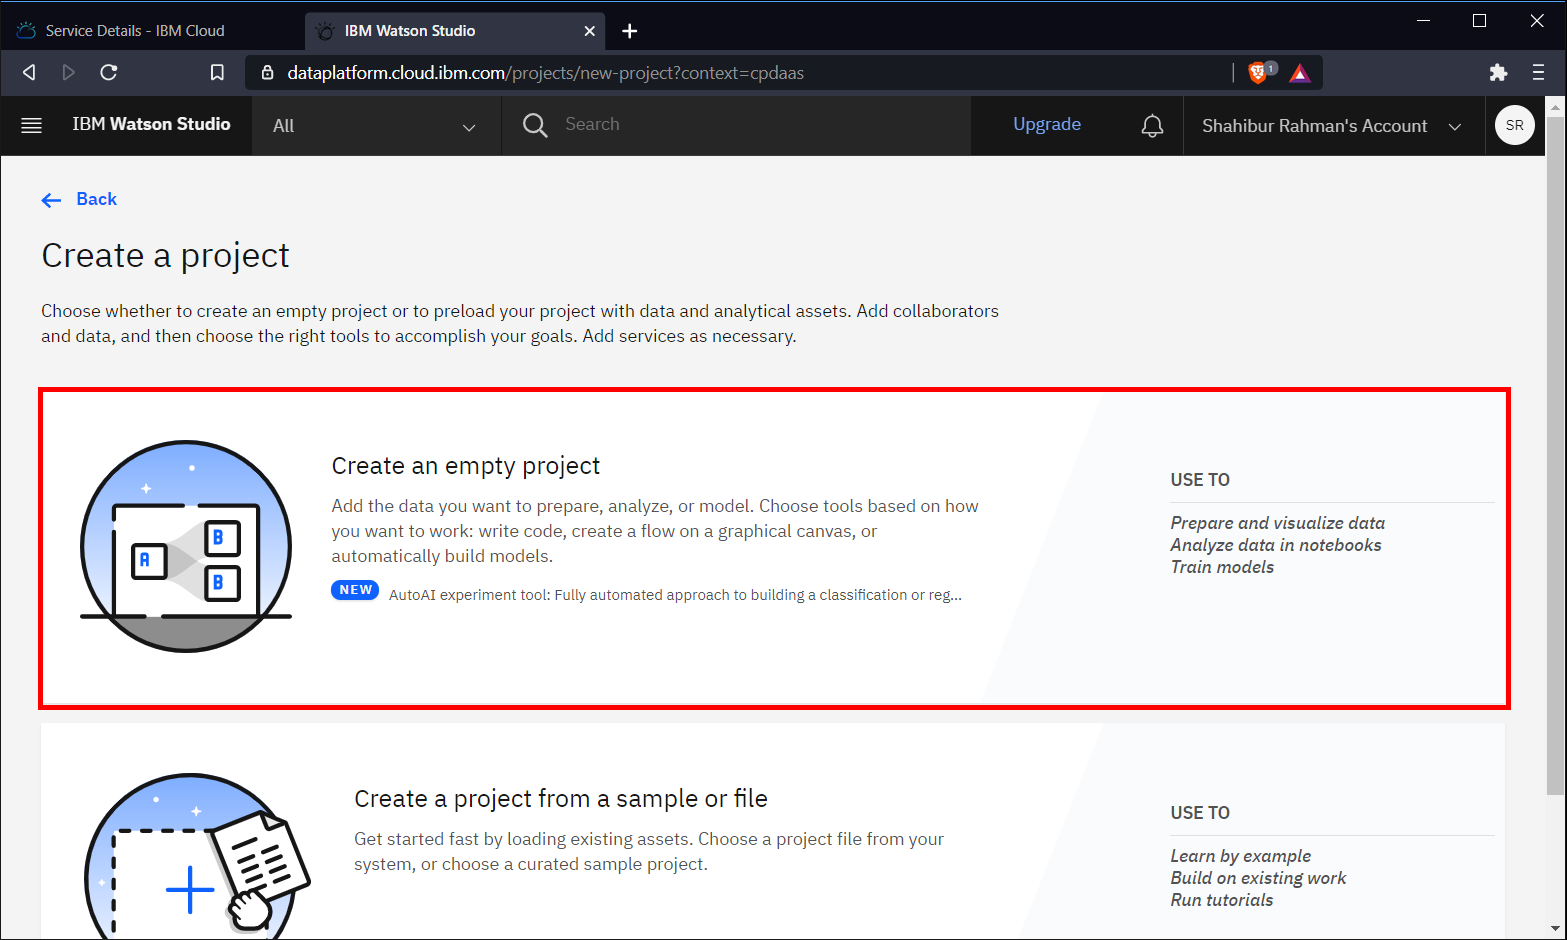 Service Details - IBM Cloud
IBM Watson Studio
dataplatform.cloud.ibm.com/projects/new-project?context=cpdaas
1
IBM Watson Studio
All
Search
Upgrade
Shahibur Rahman's Account
SR
Back
Create a project
Choose whether to create an empty project or to preload your project with data and analytical assets. Add collaborators
and data, and then choose the right tools to accomplish your goals. Add services as necessary.
A
B
B
Create an empty project
Add the data you want to prepare, analyze, or model. Choose tools based on how
you want to work: write code, create a flow on a graphical canvas, or
automatically build models.
NEW AutoAI experiment tool: Fully automated approach to building a classification or reg...
USE TO
Prepare and visualize data
Analyze data in notebooks
Train models
Create a project from a sample or file
Get started fast by loading existing assets. Choose a project file from your
system, or choose a curated sample project.
USE TO
Learn by example
Build on existing work
Run tutorials